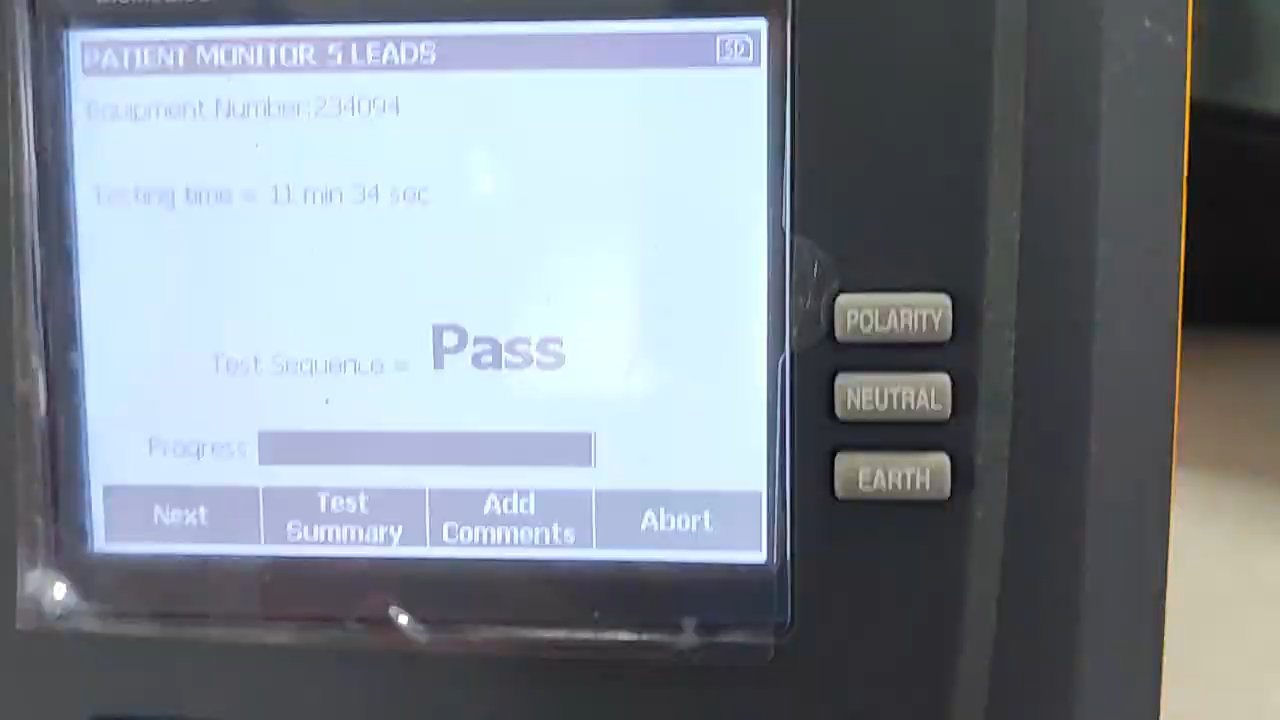 PATIENT MONITOR 5 LEADS
SD
Equipment Number:234094
Testing time = 11 min 34 sec
Test Sequence = Pass
Progress
Next
Test Summary
Add Comments
Abort
POLARITY
NEUTRAL
EARTH